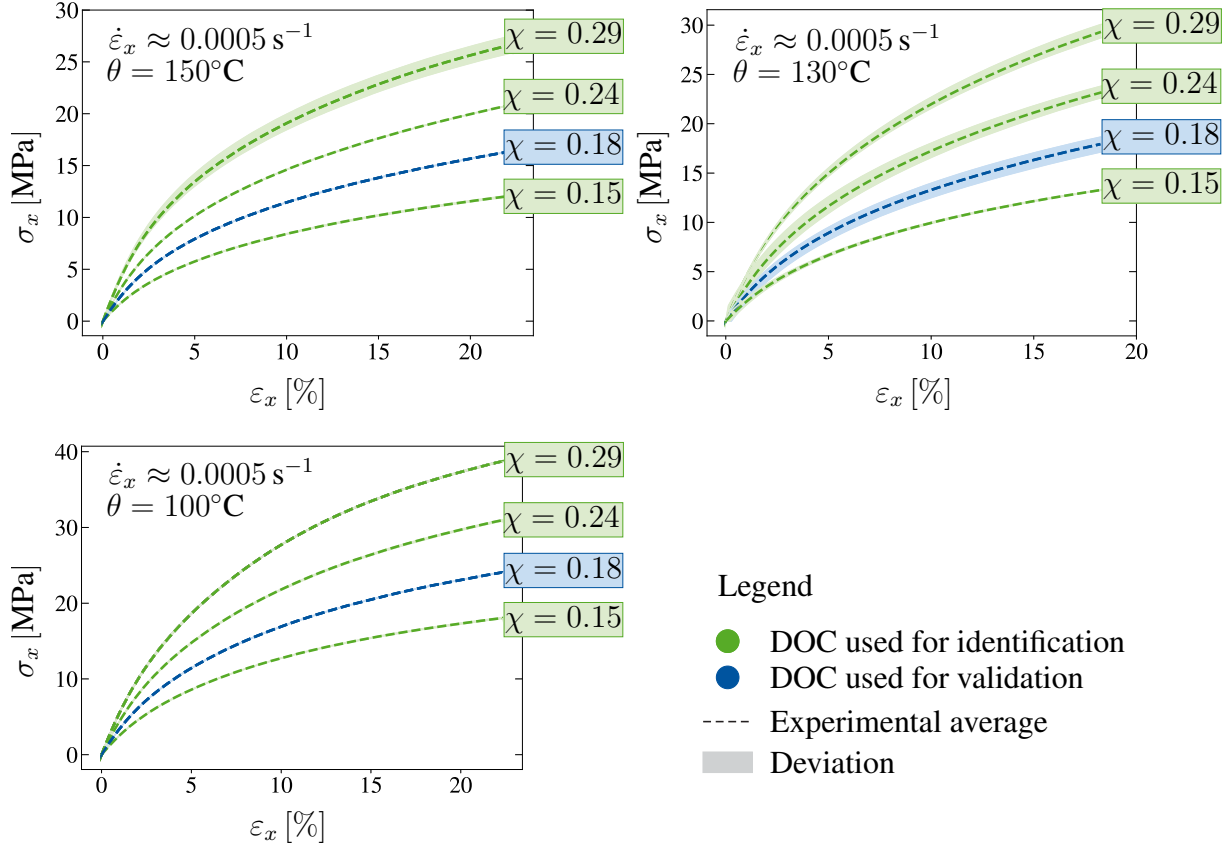 ε̇ₓ ≈ 0.0005 s⁻¹
θ = 150°C
χ = 0.29
χ = 0.24
χ = 0.18
χ = 0.15
30
25
20
15
10
5
0
σₓ [MPa]
0 5 10 15 20
εₓ [%]
ε̇ₓ ≈ 0.0005 s⁻¹
θ = 130°C
χ = 0.29
χ = 0.24
χ = 0.18
χ = 0.15
30
25
20
15
10
5
0
σₓ [MPa]
0 5 10 15 20
εₓ [%]
ε̇ₓ ≈ 0.0005 s⁻¹
θ = 100°C
χ = 0.29
χ = 0.24
χ = 0.18
χ = 0.15
40
30
20
10
0
σₓ [MPa]
0 5 10 15 20
εₓ [%]
Legend
DOC used for identification
DOC used for validation
Experimental average
Deviation